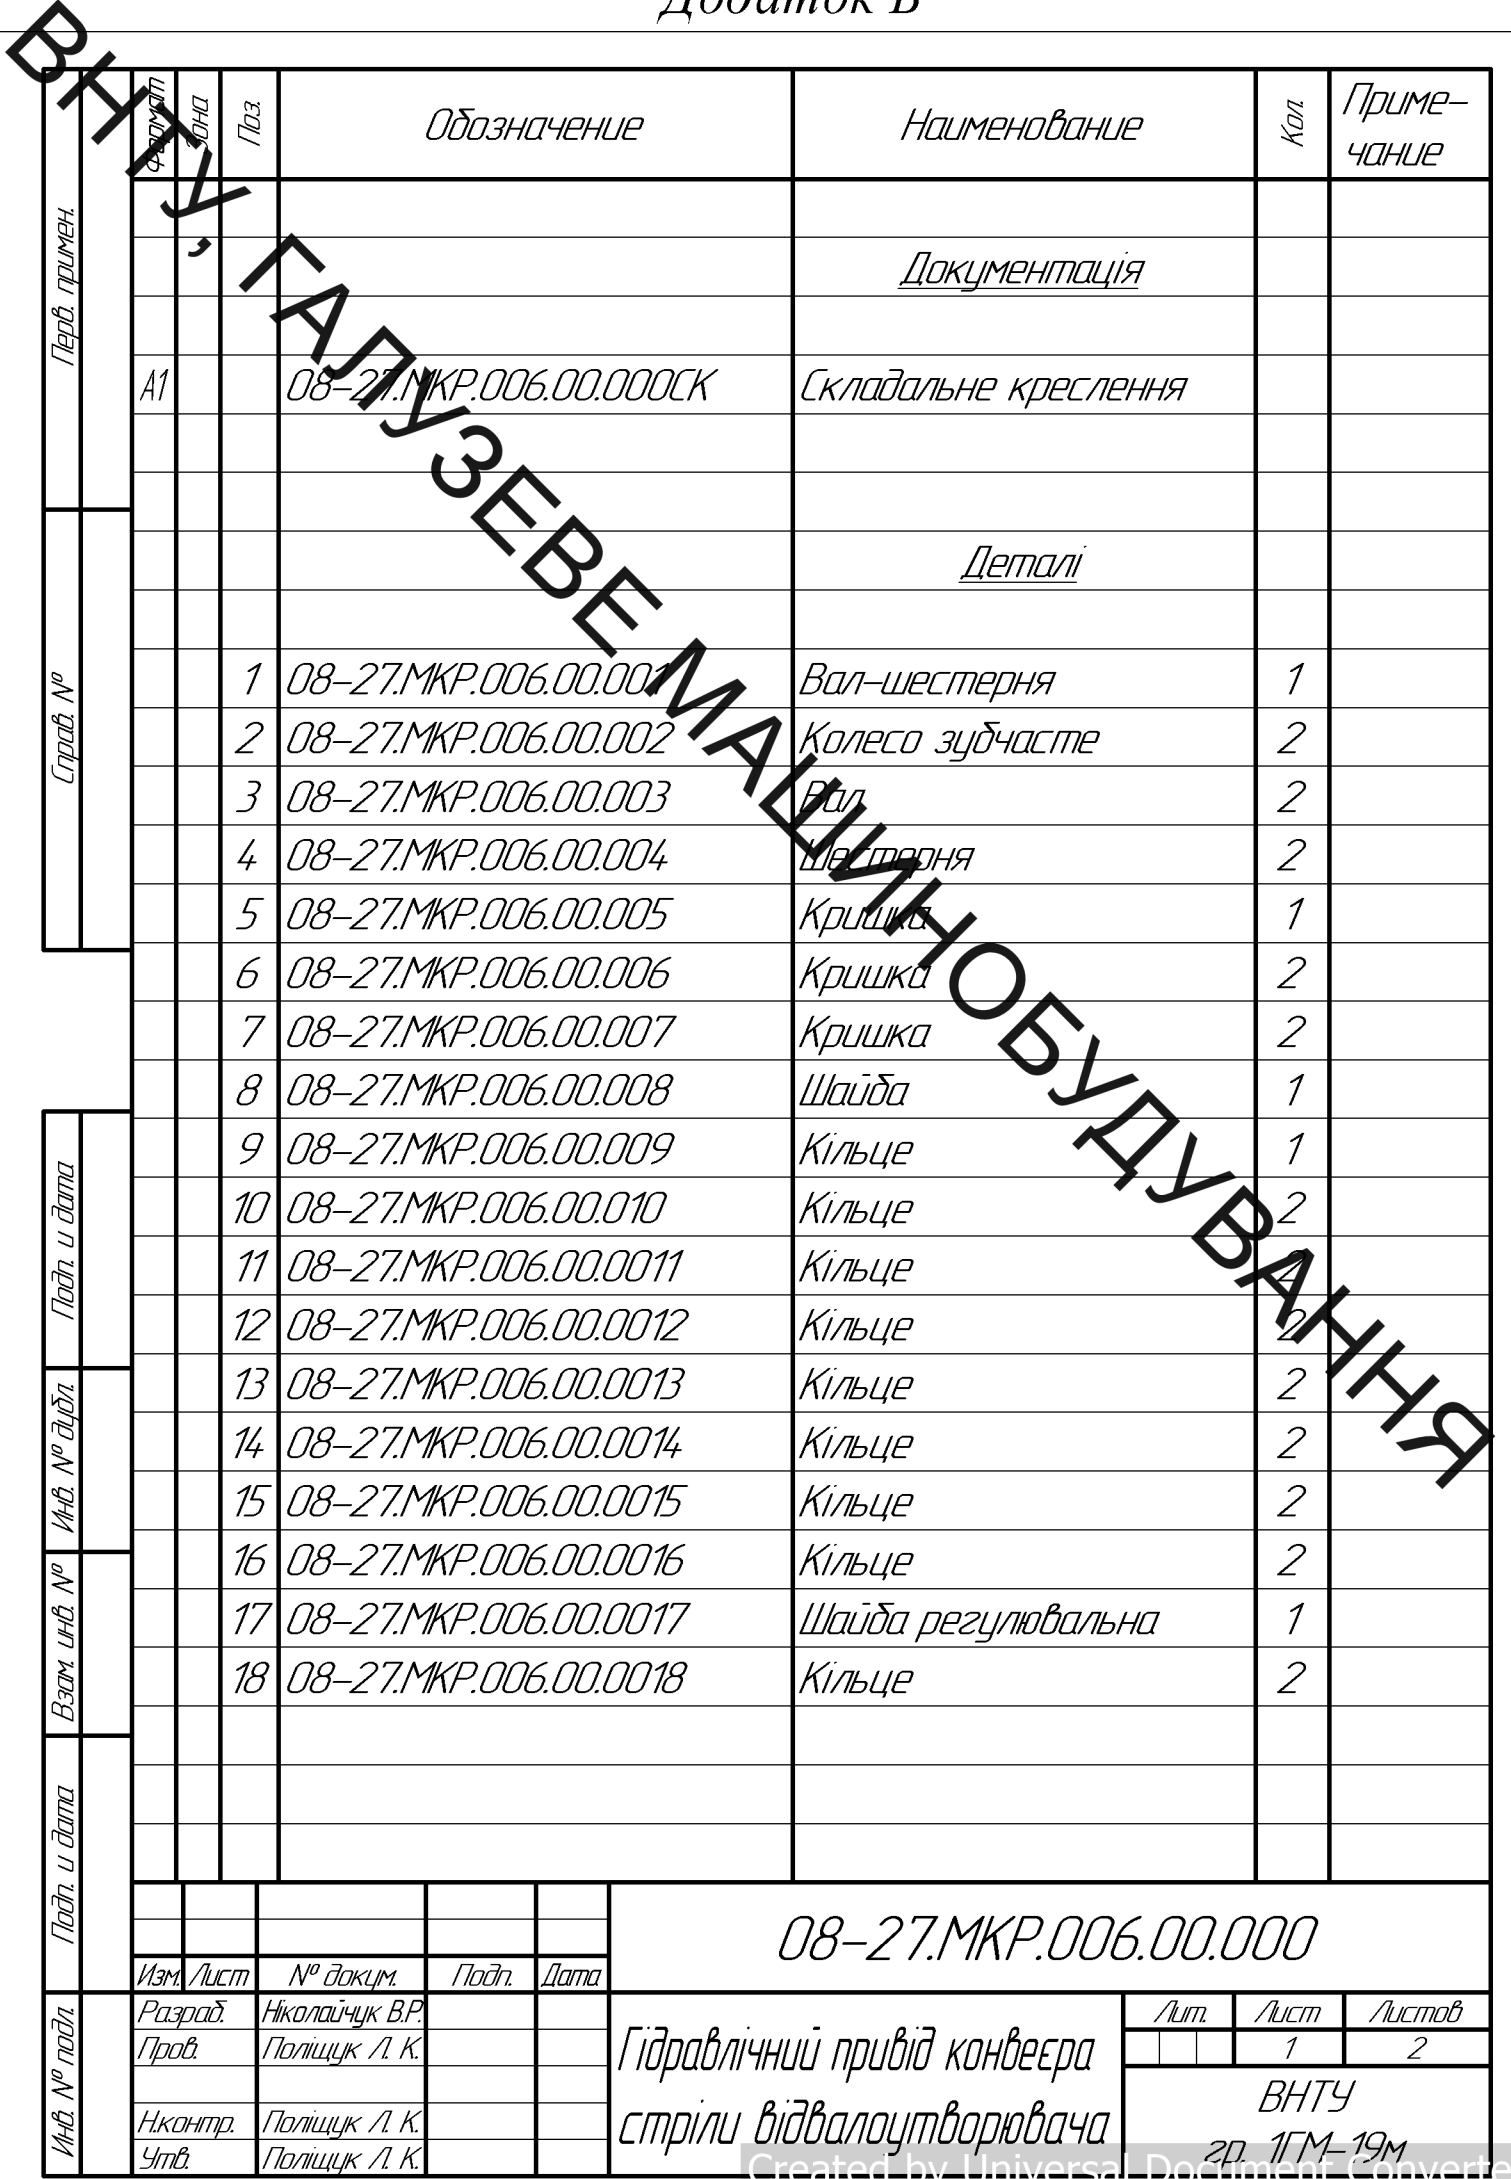 Додаток В
Формат Зона Поз. Обозначение Наименование Кол. Приме-
чание
Документація
А1 08-27.МКР.006.00.000СК Складальне креслення
Деталі
1 08-27.МКР.006.00.001 Вал-шестерня 1
2 08-27.МКР.006.00.002 Колесо зубчасте 2
3 08-27.МКР.006.00.003 Вал 2
4 08-27.МКР.006.00.004 Шестерня 2
5 08-27.МКР.006.00.005 Кришка 1
6 08-27.МКР.006.00.006 Кришка 2
7 08-27.МКР.006.00.007 Кришка 2
8 08-27.МКР.006.00.008 Шайба 1
9 08-27.МКР.006.00.009 Кільце 1
10 08-27.МКР.006.00.010 Кільце 2
11 08-27.МКР.006.00.0011 Кільце 2
12 08-27.МКР.006.00.0012 Кільце 2
13 08-27.МКР.006.00.0013 Кільце 2
14 08-27.МКР.006.00.0014 Кільце 2
15 08-27.МКР.006.00.0015 Кільце 2
16 08-27.МКР.006.00.0016 Кільце 2
17 08-27.МКР.006.00.0017 Шайба регулювальна 1
18 08-27.МКР.006.00.0018 Кільце 2
Перв. примен.
Справ. №
Подп. и дата
Инв. № дубл.
Взам. инв. №
Подп. и дата
Инв. № подл.
08-27.МКР.006.00.000
Изм. Лист № докум. Подп. Дата
Разраб. Ніколайчук В.Р.
Пров. Поліщук Л. К.
Н.контр. Поліщук Л. К.
Утв. Поліщук Л. К.
Гідравлічний привід конвеєра
стріли відвалоутворювача
Лит. Лист Листов
1 2
ВНТУ
гр. 1ГМ-19м
ВНТУ, ГАЛУЗЕВЕ МАШИНОБУДУВАННЯ
Created by Universal Document Converte